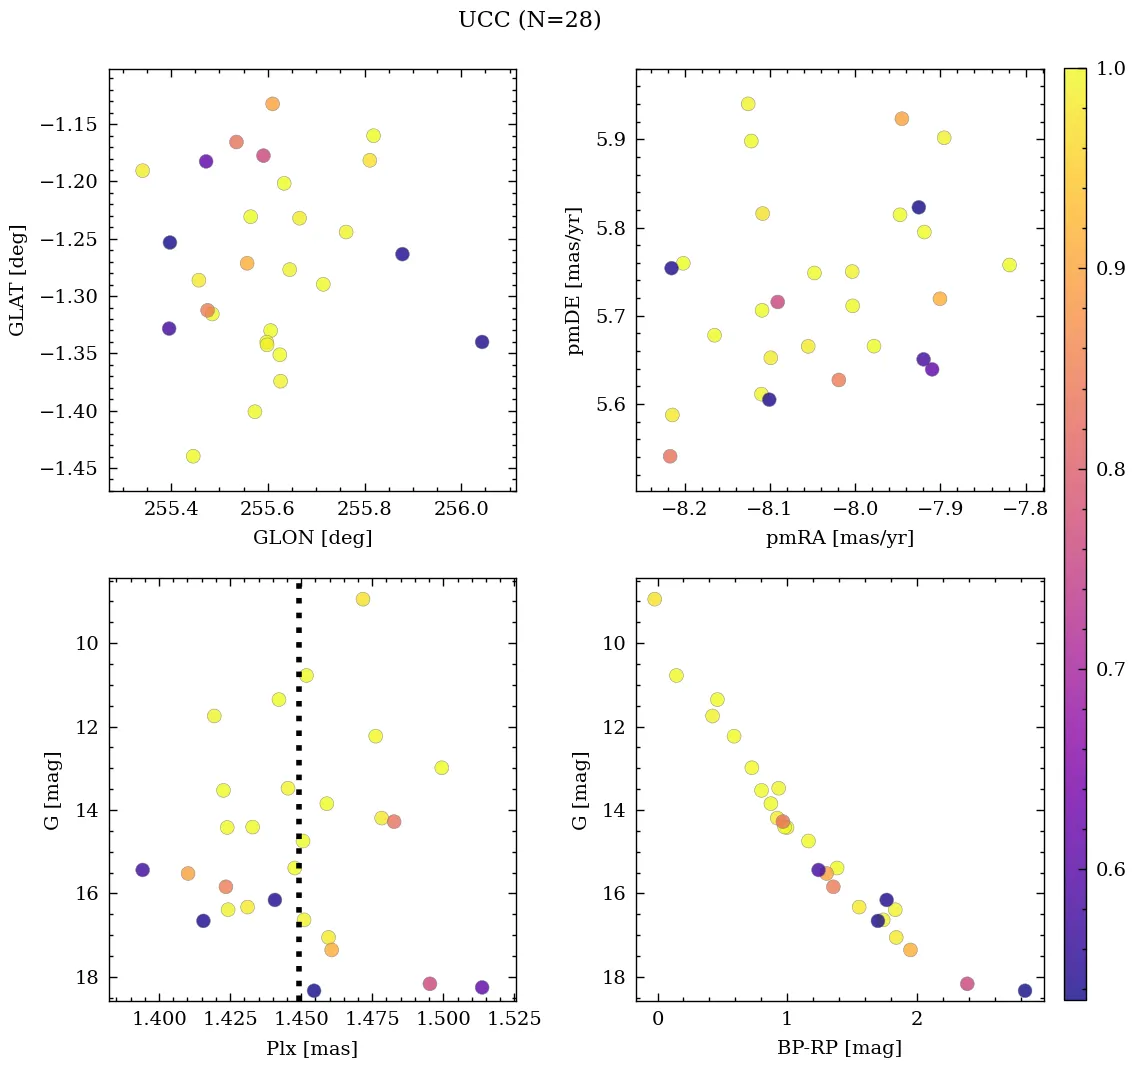 UCC (N=28)
−1.15
−1.20
−1.25
−1.30
−1.35
−1.40
−1.45
GLAT [deg]
255.4 255.6 255.8 256.0
GLON [deg]
5.9
5.8
5.7
5.6
pmDE [mas/yr]
−8.2 −8.1 −8.0 −7.9 −7.8
pmRA [mas/yr]
1.0
0.9
0.8
0.7
0.6
10
12
14
16
18
G [mag]
1.400 1.425 1.450 1.475 1.500 1.525
Plx [mas]
10
12
14
16
18
G [mag]
0 1 2
BP-RP [mag]